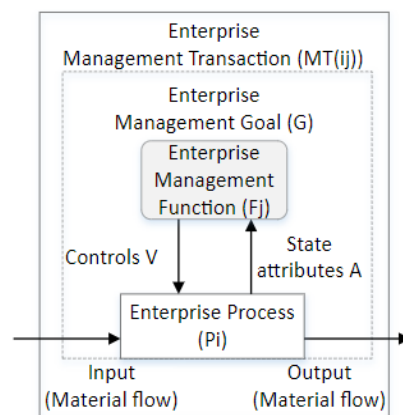 Enterprise
Management Transaction (MT(ij))
Enterprise
Management Goal (G)
Enterprise
Management
Function (Fj)
Controls V
State
attributes A
Enterprise Process
(Pi)
Input
(Material flow)
Output
(Material flow)